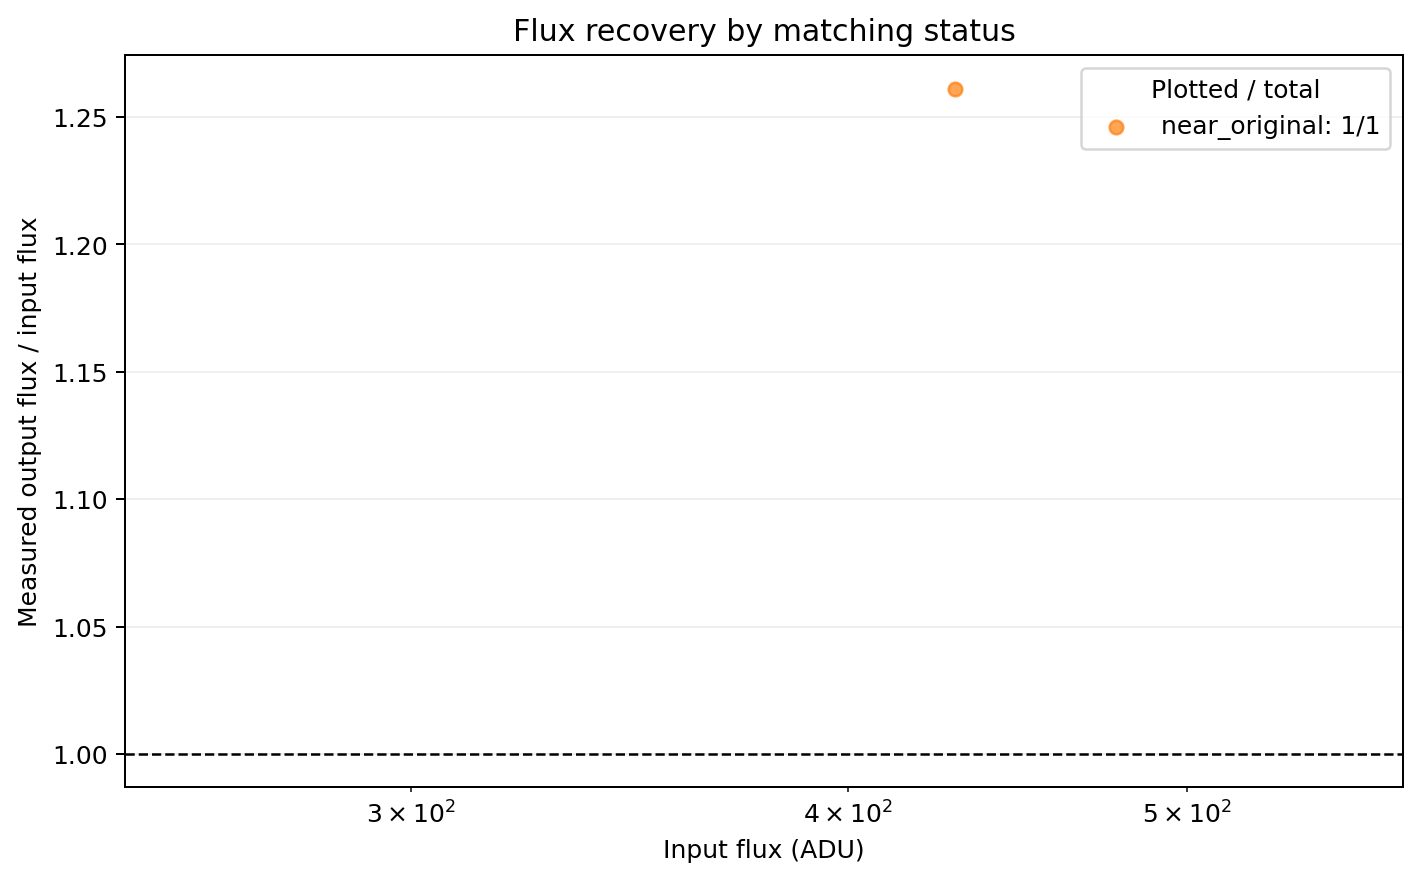 Flux recovery by matching status
Plotted / total
near_original: 1/1
Measured output flux / input flux
1.25
1.20
1.15
1.10
1.05
1.00
3 × 10²
4 × 10²
5 × 10²
Input flux (ADU)